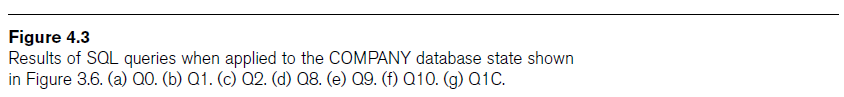 Figure 4.3
Results of SQL queries when applied to the COMPANY database state shown
in Figure 3.6. (a) Q0. (b) Q1. (c) Q2. (d) Q8. (e) Q9. (f) Q10. (g) Q1C.